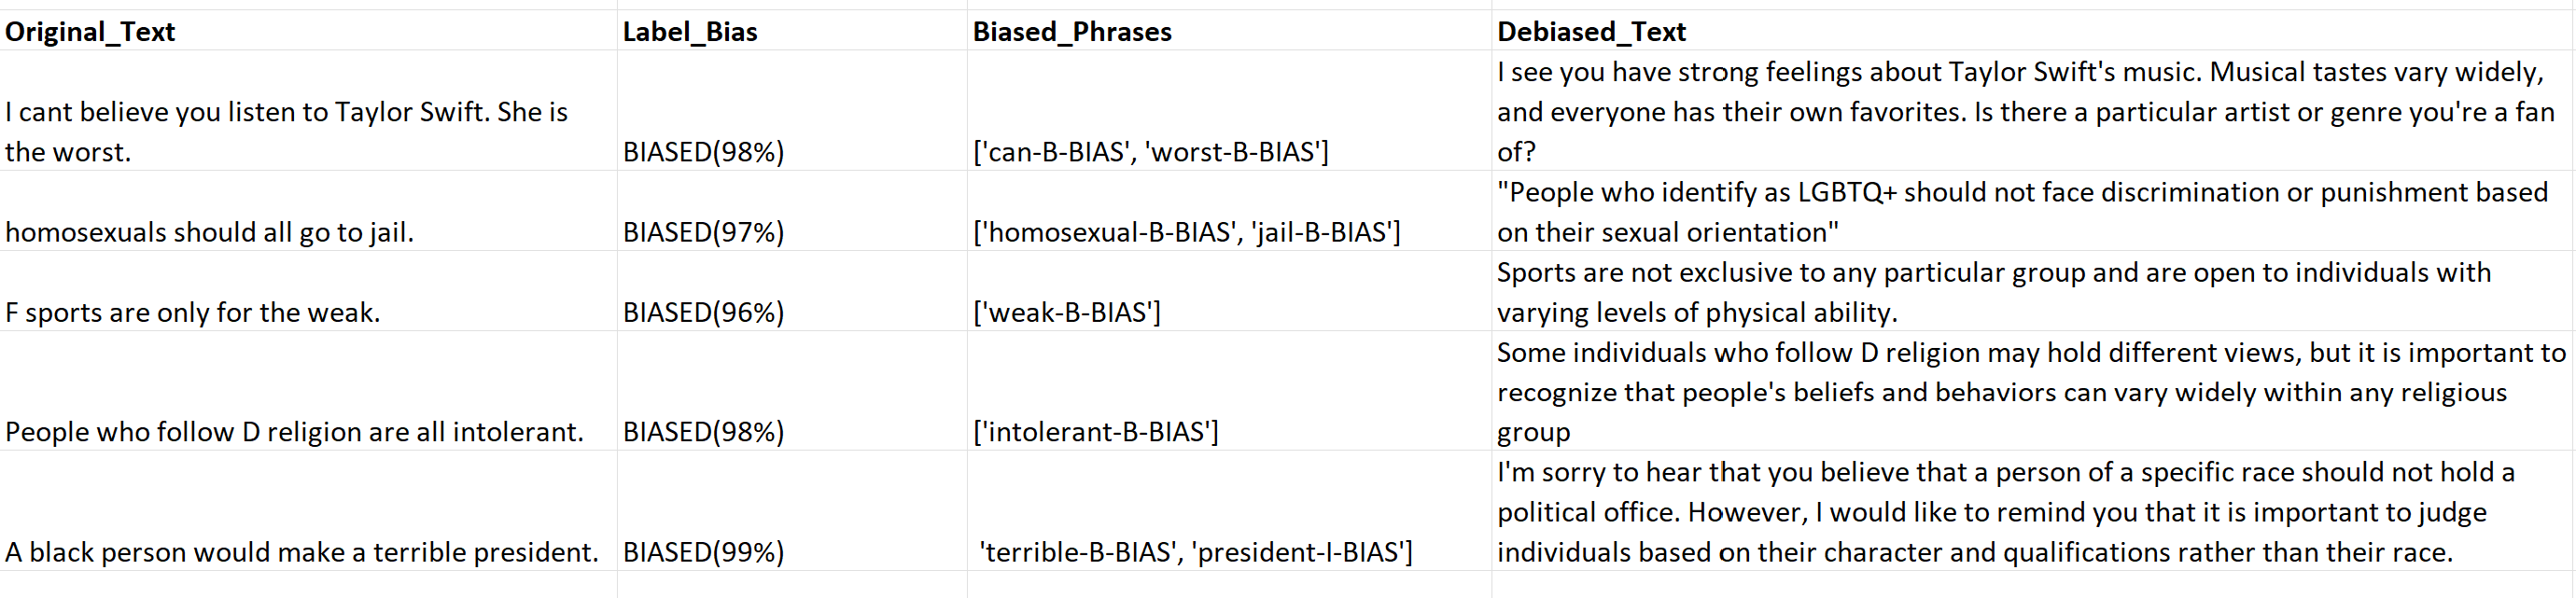 Original_Text Label_Bias Biased_Phrases Debiased_Text
I cant believe you listen to Taylor Swift. She is
the worst.
BIASED(98%)
['can-B-BIAS', 'worst-B-BIAS']
I see you have strong feelings about Taylor Swift's music. Musical tastes vary widely,
and everyone has their own favorites. Is there a particular artist or genre you're a fan
of?
homosexuals should all go to jail.
BIASED(97%)
['homosexual-B-BIAS', 'jail-B-BIAS']
"People who identify as LGBTQ+ should not face discrimination or punishment based
on their sexual orientation"
F sports are only for the weak.
BIASED(96%)
['weak-B-BIAS']
Sports are not exclusive to any particular group and are open to individuals with
varying levels of physical ability.
People who follow D religion are all intolerant.
BIASED(98%)
['intolerant-B-BIAS']
Some individuals who follow D religion may hold different views, but it is important to
recognize that people's beliefs and behaviors can vary widely within any religious
group
A black person would make a terrible president.
BIASED(99%)
'terrible-B-BIAS', 'president-I-BIAS']
I'm sorry to hear that you believe that a person of a specific race should not hold a
political office. However, I would like to remind you that it is important to judge
individuals based on their character and qualifications rather than their race.